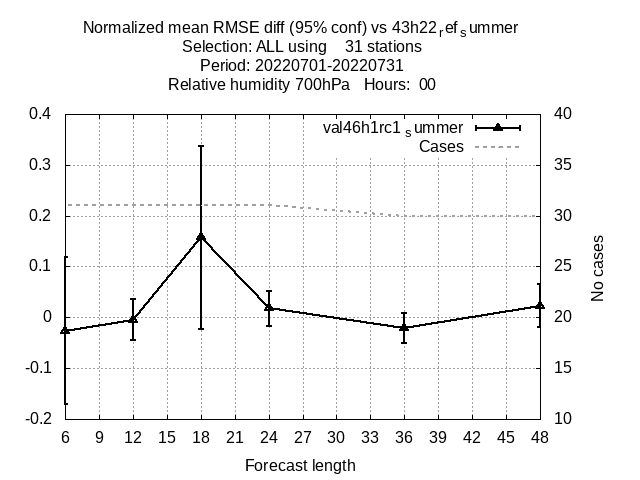 Normalized mean RMSE diff (95% conf) vs 43h22refsummer
Selection: ALL using 31 stations
Period: 20220701-20220731
Relative humidity 700hPa Hours: 00
val46h1rc1summer
Cases
0.4
0.3
0.2
0.1
0
-0.1
-0.2
40
35
30
25
20
15
10
No cases
6 9 12 15 18 21 24 27 30 33 36 39 42 45 48
Forecast length